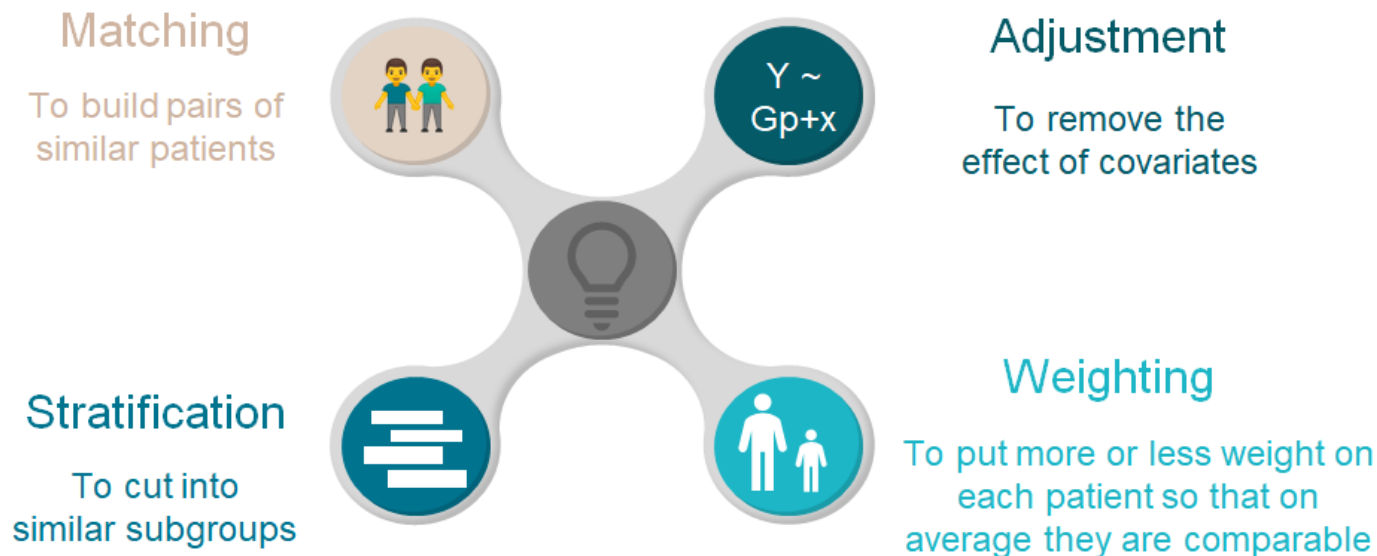 Matching
To build pairs of
similar patients
Y ~
Gp+x
Adjustment
To remove the
effect of covariates
Stratification
To cut into
similar subgroups
Weighting
To put more or less weight on
each patient so that on
average they are comparable